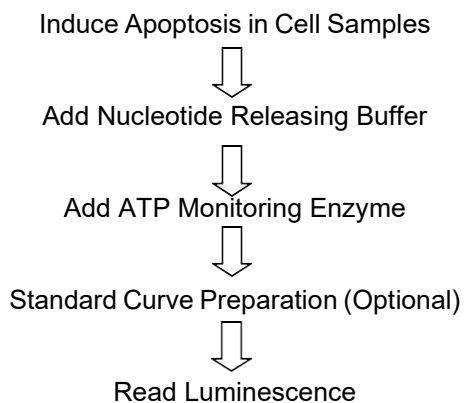 Induce Apoptosis in Cell Samples
Add Nucleotide Releasing Buffer
Add ATP Monitoring Enzyme
Standard Curve Preparation (Optional)
Read Luminescence